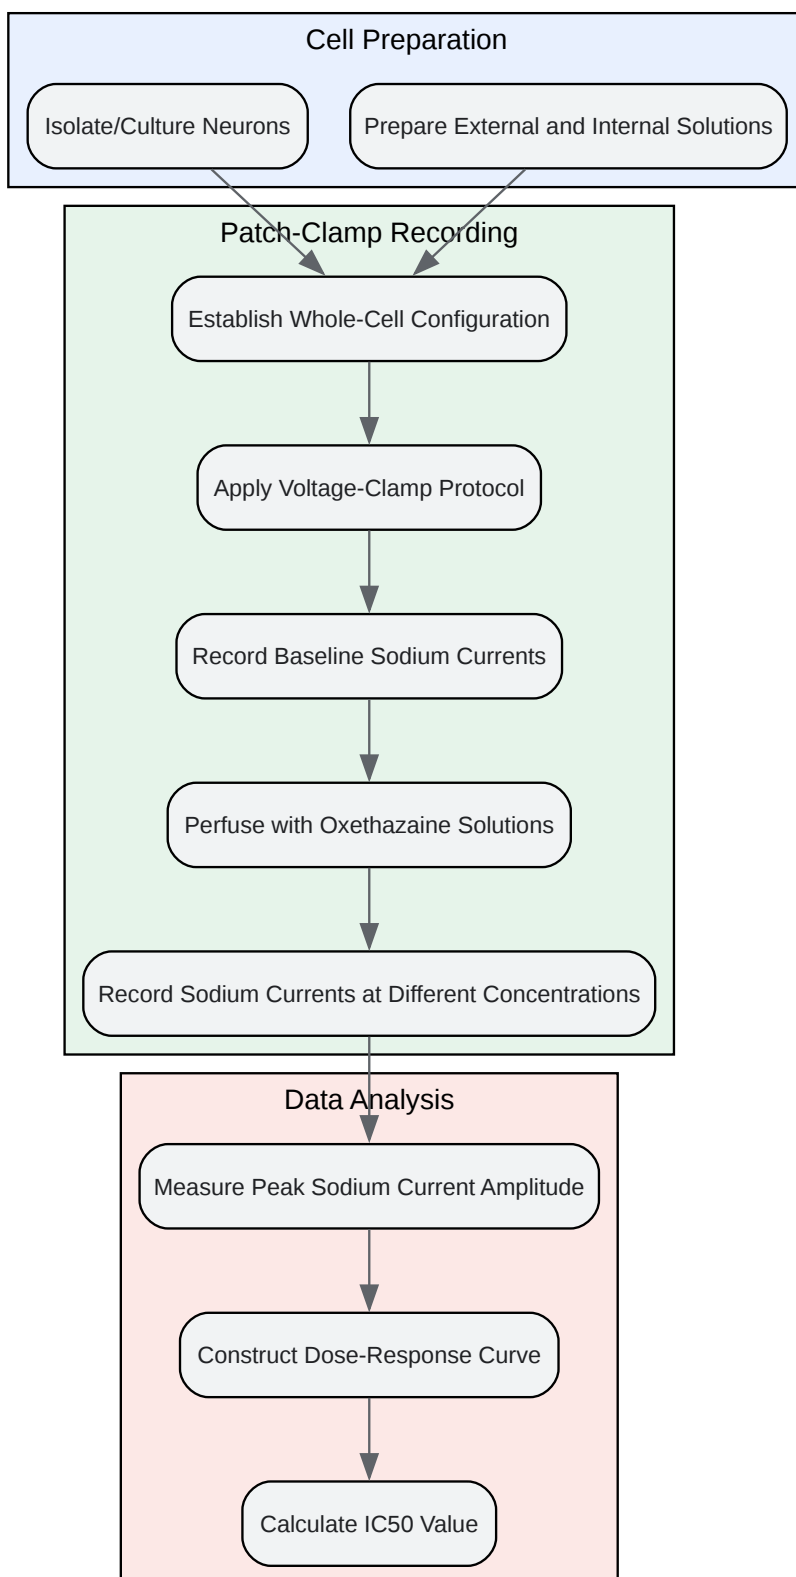 Cell Preparation
Isolate/Culture Neurons
Prepare External and Internal Solutions
Patch-Clamp Recording
Establish Whole-Cell Configuration
Apply Voltage-Clamp Protocol
Record Baseline Sodium Currents
Perfuse with Oxethazaine Solutions
Record Sodium Currents at Different Concentrations
Data Analysis
Measure Peak Sodium Current Amplitude
Construct Dose-Response Curve
Calculate IC50 Value